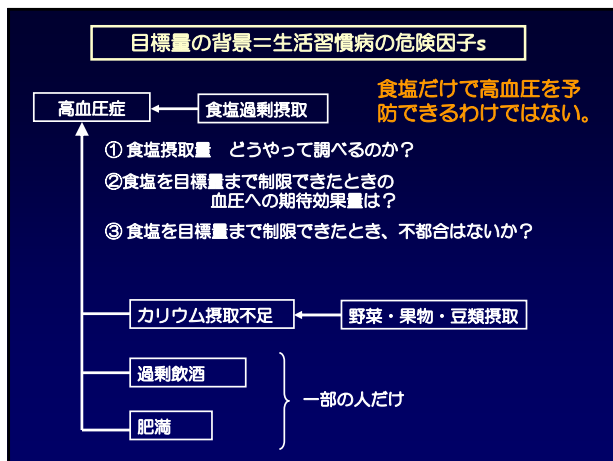 目標量の背景＝生活習慣病の危険因子s
食塩だけで高血圧を予
防できるわけではない。
高血圧症
食塩過剰摂取
① 食塩摂取量　どうやって調べるのか？
②食塩を目標量まで制限できたときの
血圧への期待効果量は？
③ 食塩を目標量まで制限できたとき、不都合はないか？
カリウム摂取不足
野菜・果物・豆類摂取
過剰飲酒
一部の人だけ
肥満